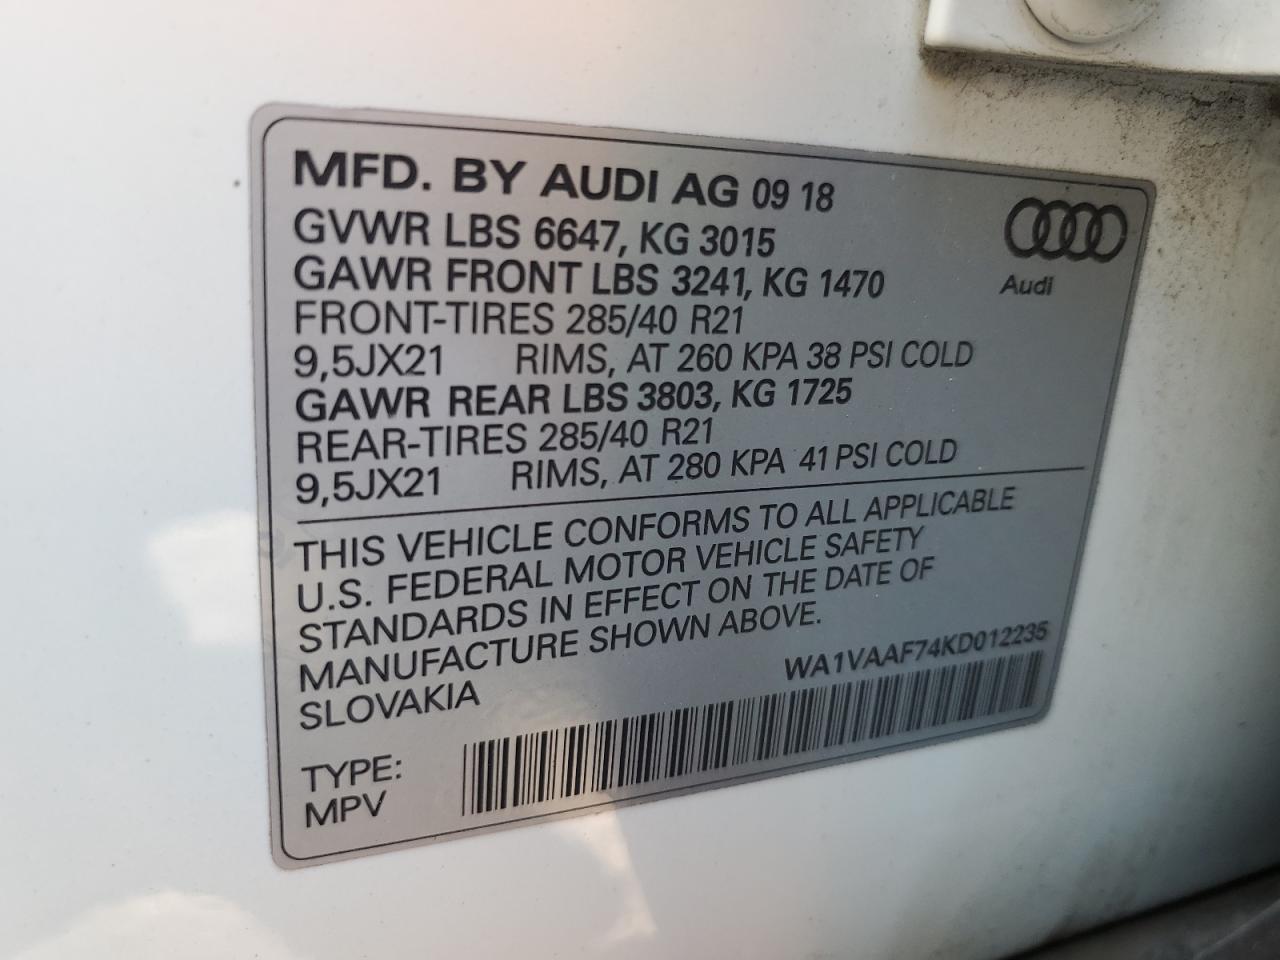 MFD. BY AUDI AG 09 18
GVWR LBS 6647, KG 3015
GAWR FRONT LBS 3241, KG 1470
FRONT-TIRES 285/40 R21
9,5JX21 RIMS, AT 260 KPA 38 PSI COLD
GAWR REAR LBS 3803, KG 1725
REAR-TIRES 285/40 R21
9,5JX21 RIMS, AT 280 KPA 41 PSI COLD
Audi
THIS VEHICLE CONFORMS TO ALL APPLICABLE
U.S. FEDERAL MOTOR VEHICLE SAFETY
STANDARDS IN EFFECT ON THE DATE OF
MANUFACTURE SHOWN ABOVE.
SLOVAKIA
WA1VAAF74KD012235
TYPE:
MPV